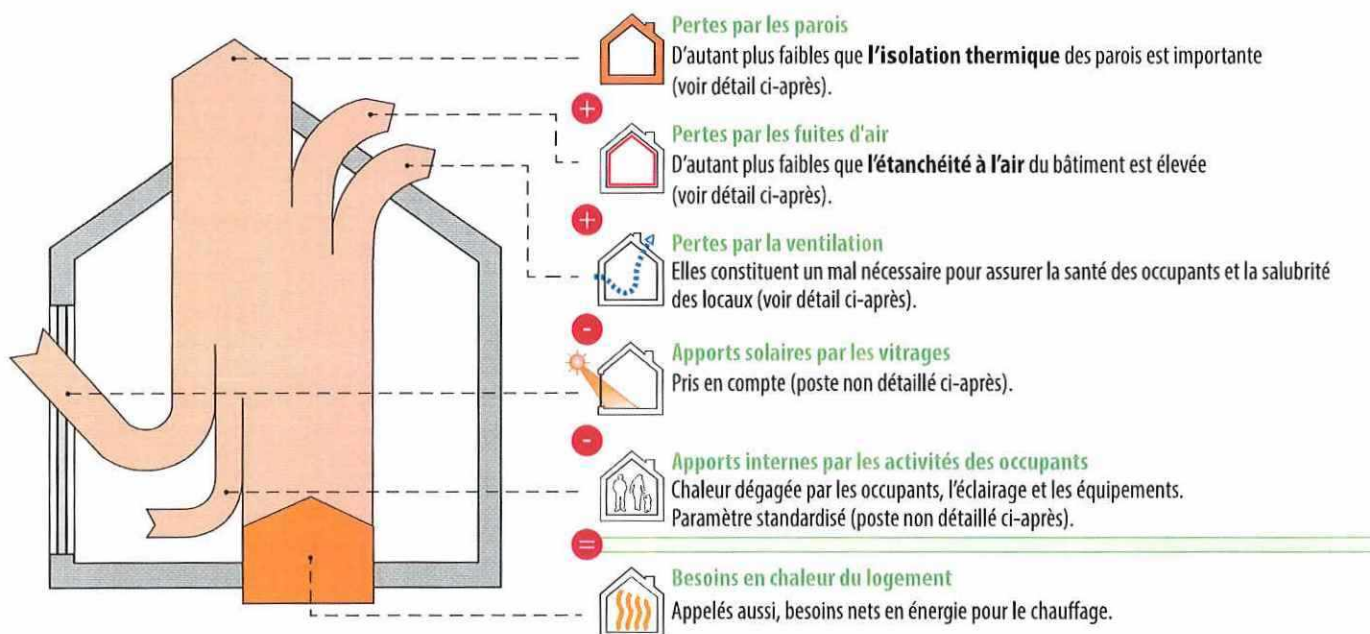 Pertes par les parois
D'autant plus faibles que l'isolation thermique des parois est importante
(voir détail ci-après).
+
Pertes par les fuites d'air
D'autant plus faibles que l'étanchéité à l'air du bâtiment est élevée
(voir détail ci-après).
+
Pertes par la ventilation
Elles constituent un mal nécessaire pour assurer la santé des occupants et la salubrité
des locaux (voir détail ci-après).
-
Apports solaires par les vitrages
Pris en compte (poste non détaillé ci-après).
-
Apports internes par les activités des occupants
Chaleur dégagée par les occupants, l'éclairage et les équipements.
Paramètre standardisé (poste non détaillé ci-après).
=
Besoins en chaleur du logement
Appelés aussi, besoins nets en énergie pour le chauffage.